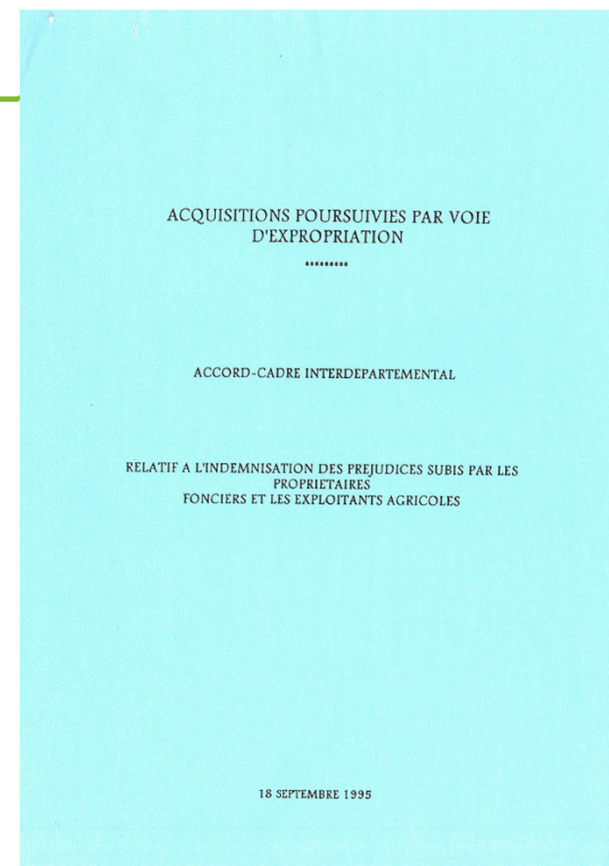 ACQUISITIONS POURSUIVIES PAR VOIE
D'EXPROPRIATION
*********
ACCORD-CADRE INTERDEPARTEMENTAL
RELATIF A L'INDEMNISATION DES PREJUDICES SUBIS PAR LES
PROPRIETAIRES
FONCIERS ET LES EXPLOITANTS AGRICOLES
18 SEPTEMBRE 1995